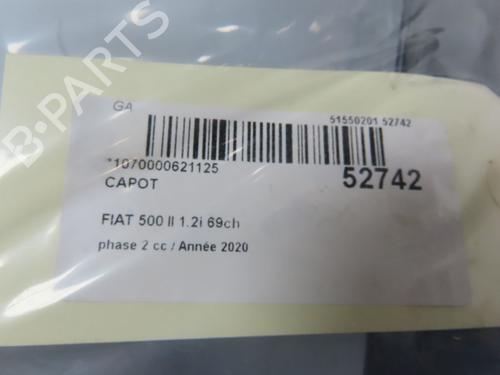 GA
51550201 52742
*1070000621125
52742
CAPOT
FIAT 500 II 1.2i 69ch
phase 2 cc / Année 2020
B-PARTS